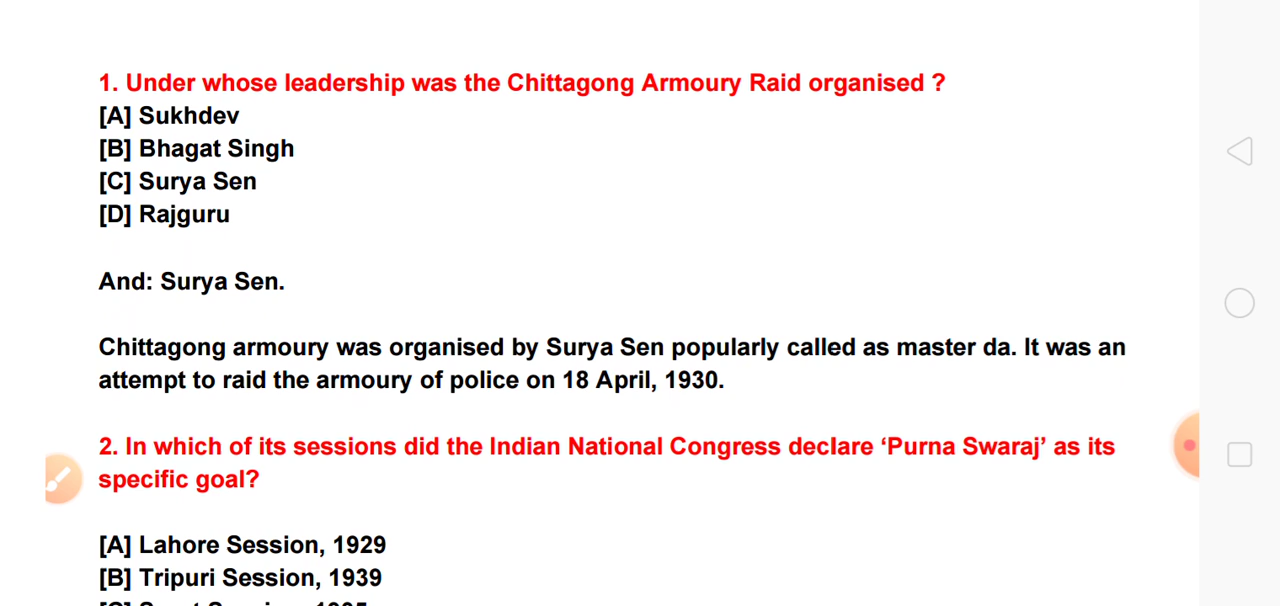 1. Under whose leadership was the Chittagong Armoury Raid organised ?
[A] Sukhdev
[B] Bhagat Singh
[C] Surya Sen
[D] Rajguru
And: Surya Sen.
Chittagong armoury was organised by Surya Sen popularly called as master da. It was an
attempt to raid the armoury of police on 18 April, 1930.
2. In which of its sessions did the Indian National Congress declare ‘Purna Swaraj’ as its
specific goal?
[A] Lahore Session, 1929
[B] Tripuri Session, 1939